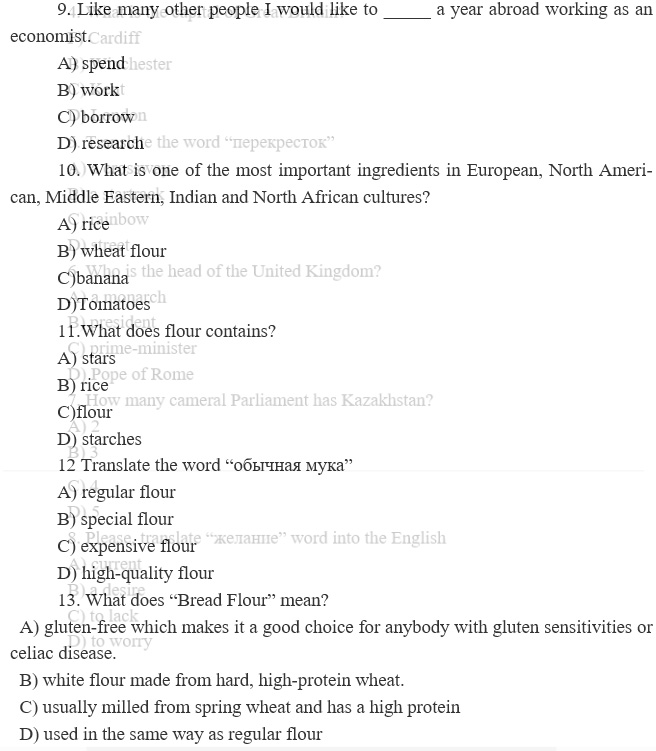 9. Like many other people I would like to _____ a year abroad working as an
economist.
A) spend
B) work
C) borrow
D) research
10. What is one of the most important ingredients in European, North Ameri-
can, Middle Eastern, Indian and North African cultures?
A) rice
B) wheat flour
C)banana
D)Tomatoes
11.What does flour contains?
A) stars
B) rice
C)flour
D) starches
12 Translate the word “обычная мука”
A) regular flour
B) special flour
C) expensive flour
D) high-quality flour
13. What does “Bread Flour” mean?
A) gluten-free which makes it a good choice for anybody with gluten sensitivities or
celiac disease.
B) white flour made from hard, high-protein wheat.
C) usually milled from spring wheat and has a high protein
D) used in the same way as regular flour
Cardiff
the word “перекресток”
C) rainbow
D) street
6. Who is the head of the United Kingdom?
A) a monarch
B) president
C) prime-minister
D) Pope of Rome
7. How many cameral Parliament has Kazakhstan?
A) 2
B) 3
C) 4
D) 5
8. Please, translate “желание” word into the English
A) current
B) a desire
C) to lack
D) to worry